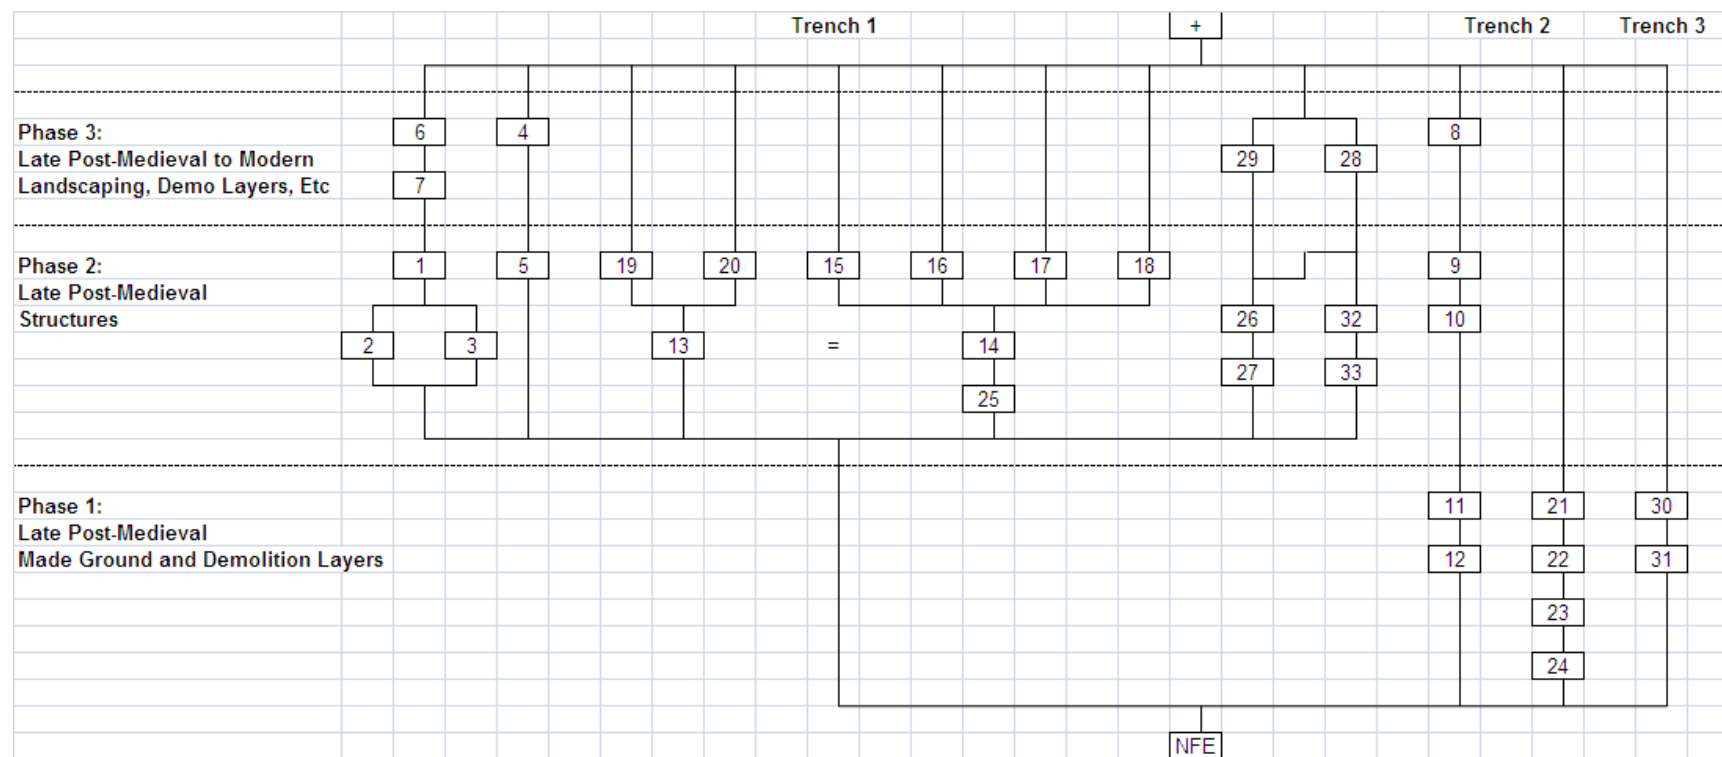 Trench 1 + Trench 2 Trench 3
Phase 3: 6 4 8
Late Post-Medieval to Modern 29 28
Landscaping, Demo Layers, Etc 7
Phase 2: 1 5 19 20 15 16 17 18 9
Late Post-Medieval
Structures 26 32 10
2 3 13 = 14
27 33
25
Phase 1: 11 21 30
Late Post-Medieval
Made Ground and Demolition Layers 12 22 31
23
24
NFE